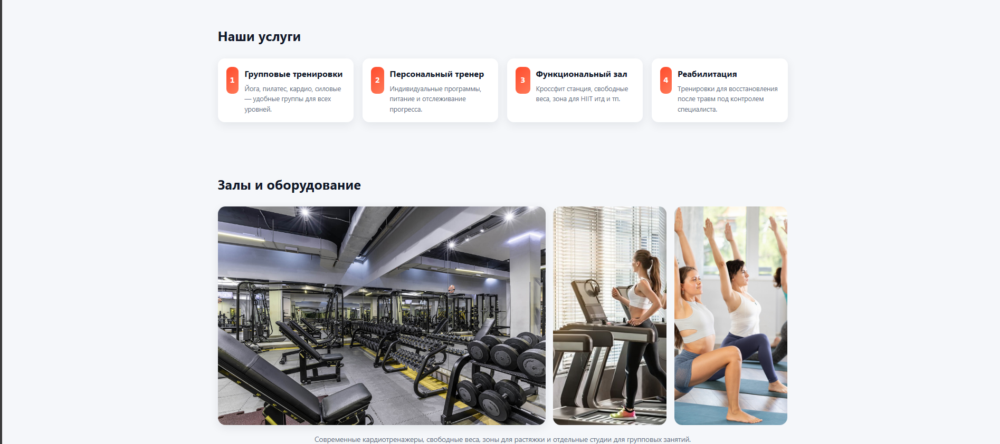 Наши услуги
1
Групповые тренировки
Йога, пилатес, кардио, силовые
— удобные группы для всех
уровней.
2
Персональный тренер
Индивидуальные программы,
питание и отслеживание
прогресса.
3
Функциональный зал
Кроссфит станция, свободные
веса, зона для HIIT итд и тп.
4
Реабилитация
Тренировки для восстановления
после травм под контролем
специалиста.
Залы и оборудование
Современные кардиотренажеры, свободные веса, зоны для растяжки и отдельные студии для групповых занятий.